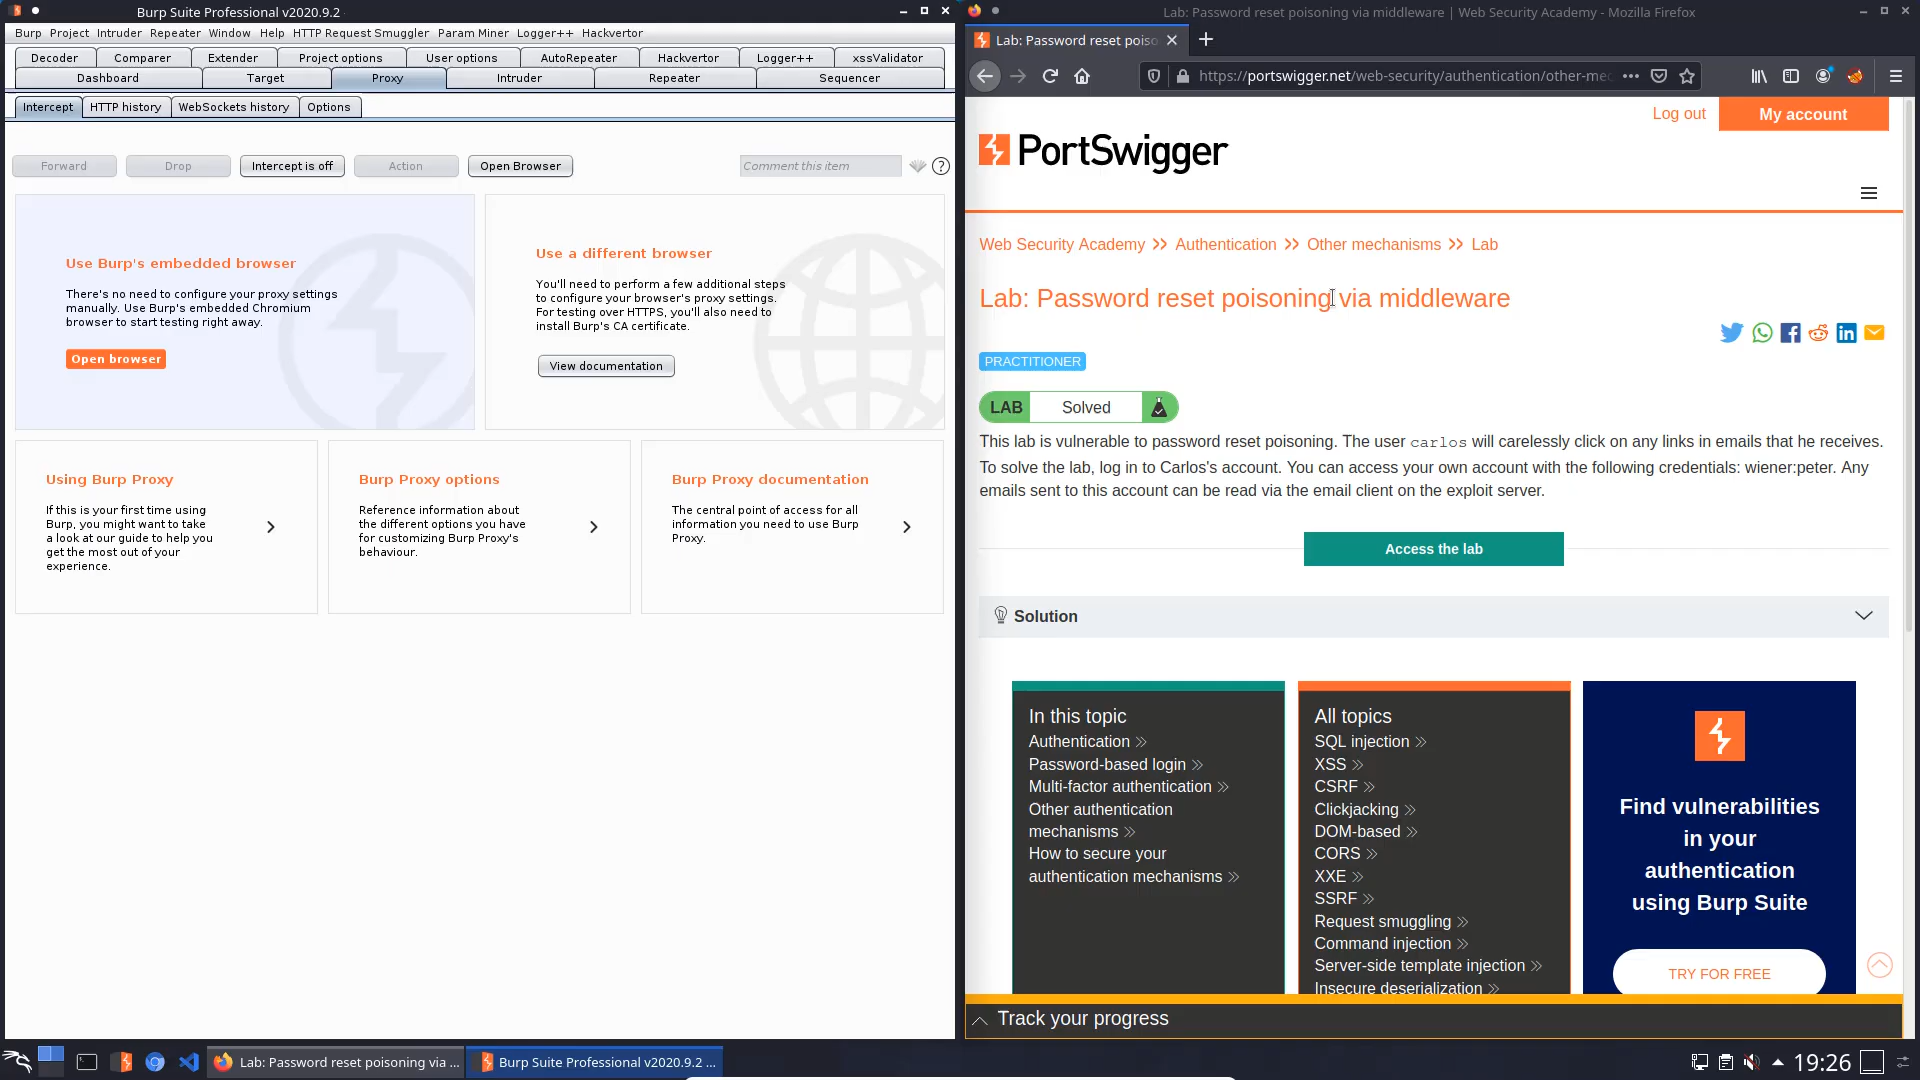 Burp Suite Professional v2020.9.2
Burp Project Intruder Repeater Window Help HTTP Request Smuggler Param Miner Logger++ Hackvertor
Decoder Comparer Extender Project options User options AutoRepeater Hackvertor Logger++ xssValidator
Dashboard Target Proxy Intruder Repeater Sequencer
Intercept HTTP history WebSockets history Options
Forward Drop Intercept is off Action Open Browser Comment this item ?
Use Burp's embedded browser
There's no need to configure your proxy settings
manually. Use Burp's embedded Chromium
browser to start testing right away.
Open browser
Use a different browser
You'll need to perform a few additional steps
to configure your browser's proxy settings.
For testing over HTTPS, you'll also need to
install Burp's CA certificate.
View documentation
Using Burp Proxy
If this is your first time using
Burp, you might want to take
a look at our guide to help you
get the most out of your
experience.
Burp Proxy options
Reference information about
the different options you have
for customizing Burp Proxy's
behaviour.
Burp Proxy documentation
The central point of access for all
information you need to use Burp
Proxy.
Lab: Password reset poisoning via middleware | Web Security Academy - Mozilla Firefox
Lab: Password reset poiso
https://portswigger.net/web-security/authentication/other-mec
Log out My account
PortSwigger
Web Security Academy >> Authentication >> Other mechanisms >> Lab
Lab: Password reset poisoning via middleware
PRACTITIONER
LAB Solved
This lab is vulnerable to password reset poisoning. The user carlos will carelessly click on any links in emails that he receives.
To solve the lab, log in to Carlos's account. You can access your own account with the following credentials: wiener:peter. Any
emails sent to this account can be read via the email client on the exploit server.
Access the lab
Solution
In this topic
Authentication >>
Password-based login >>
Multi-factor authentication >>
Other authentication
mechanisms >>
How to secure your
authentication mechanisms >>
All topics
SQL injection >>
XSS >>
CSRF >>
Clickjacking >>
DOM-based >>
CORS >>
XXE >>
SSRF >>
Request smuggling >>
Command injection >>
Server-side template injection >>
Insecure deserialization >>
Find vulnerabilities
in your
authentication
using Burp Suite
TRY FOR FREE
Track your progress
Lab: Password reset poisoning via ... Burp Suite Professional v2020.9.2 ... 19:26